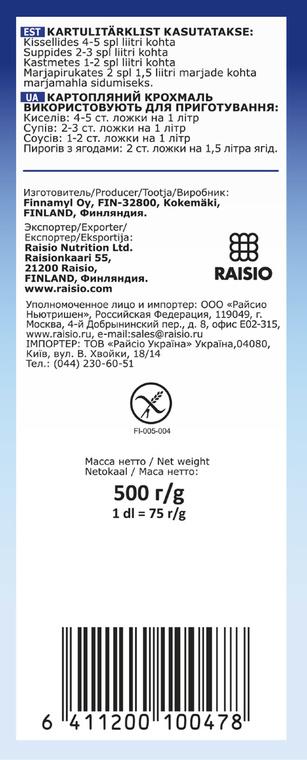 EST KARTULITÄRKLIST KASUTATAKSE:
Kissellides 4-5 spl liitri kohta
Suppides 2-3 spl liitri kohta
Kastmetes 1-2 spl liitri kohta
Marjapirukates 2 spl 1,5 liitri marjade kohta
marjamahla sidumiseks.
UA КАРТОПЛЯНИЙ КРОХМАЛЬ
ВИКОРИСТОВУЮТЬ ДЛЯ ПРИГОТУВАННЯ:
Киселів: 4-5 ст. ложки на 1 літр
Супів: 2-3 ст. ложки на 1 літр
Соусів: 1-2 ст. ложки на 1 літр
Пирогів з ягодами: 2 ст. ложки на 1,5 літра ягід.
Изготовитель/Producer/Tootja/Виробник:
Finnamyl Oy, FIN-32800, Kokemäki,
FINLAND, Финляндия.
Экспортер/Exporter/
Експортер/Eksportija:
Raisio Nutrition Ltd.
Raisionkaari 55,
21200 Raisio,
FINLAND, Финляндия.
www.raisio.com
RAISIO
Уполномоченное лицо и импортер: ООО «Райсио
Ньютришен», Российская Федерация, 119049, г.
Москва, 4-й Добрынинский пер., д. 8, офис Е02-315,
www.raisio.ru, e-mail:sales@raisio.ru
ІМПОРТЕР: ТОВ «Райсіо Україна» Україна,04080,
Київ, вул. В. Хвойки, 18/14
Тел.: (044) 230-60-51
FI-005-004
Масса нетто / Net weight
Netokaal / Маса нетто:
500 г/g
1 dl = 75 г/g
6 411200 100478